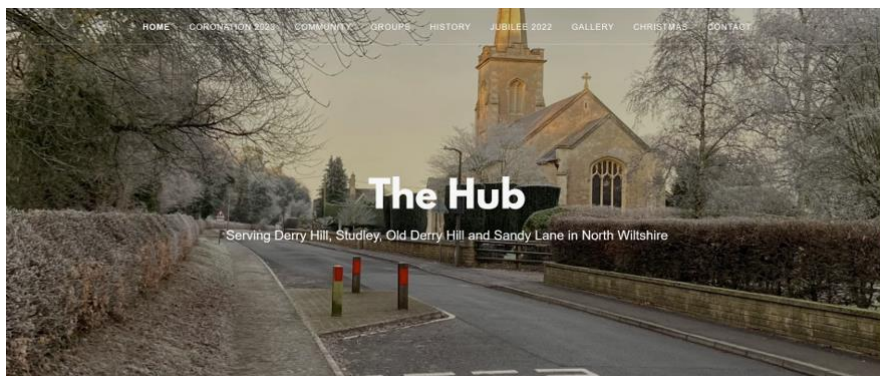 HOME CORONATION 2023 COMMUNITY GROUPS HISTORY JUBILEE 2022 GALLERY CHRISTMAS CONTACT
The Hub
Serving Derry Hill, Studley, Old Derry Hill and Sandy Lane in North Wiltshire